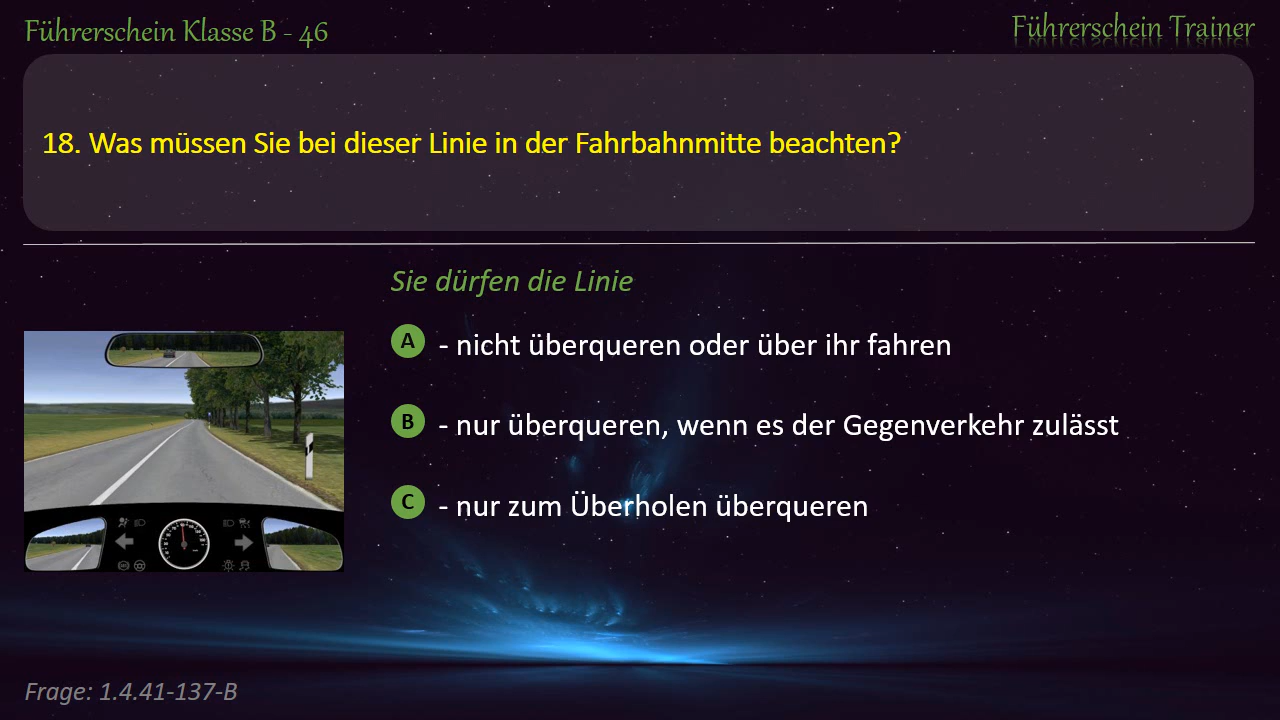 Führerschein Klasse B - 46
Führerschein Trainer
18. Was müssen Sie bei dieser Linie in der Fahrbahnmitte beachten?
Sie dürfen die Linie
A - nicht überqueren oder über ihr fahren
B - nur überqueren, wenn es der Gegenverkehr zulässt
C - nur zum Überholen überqueren
Frage: 1.4.41-137-B